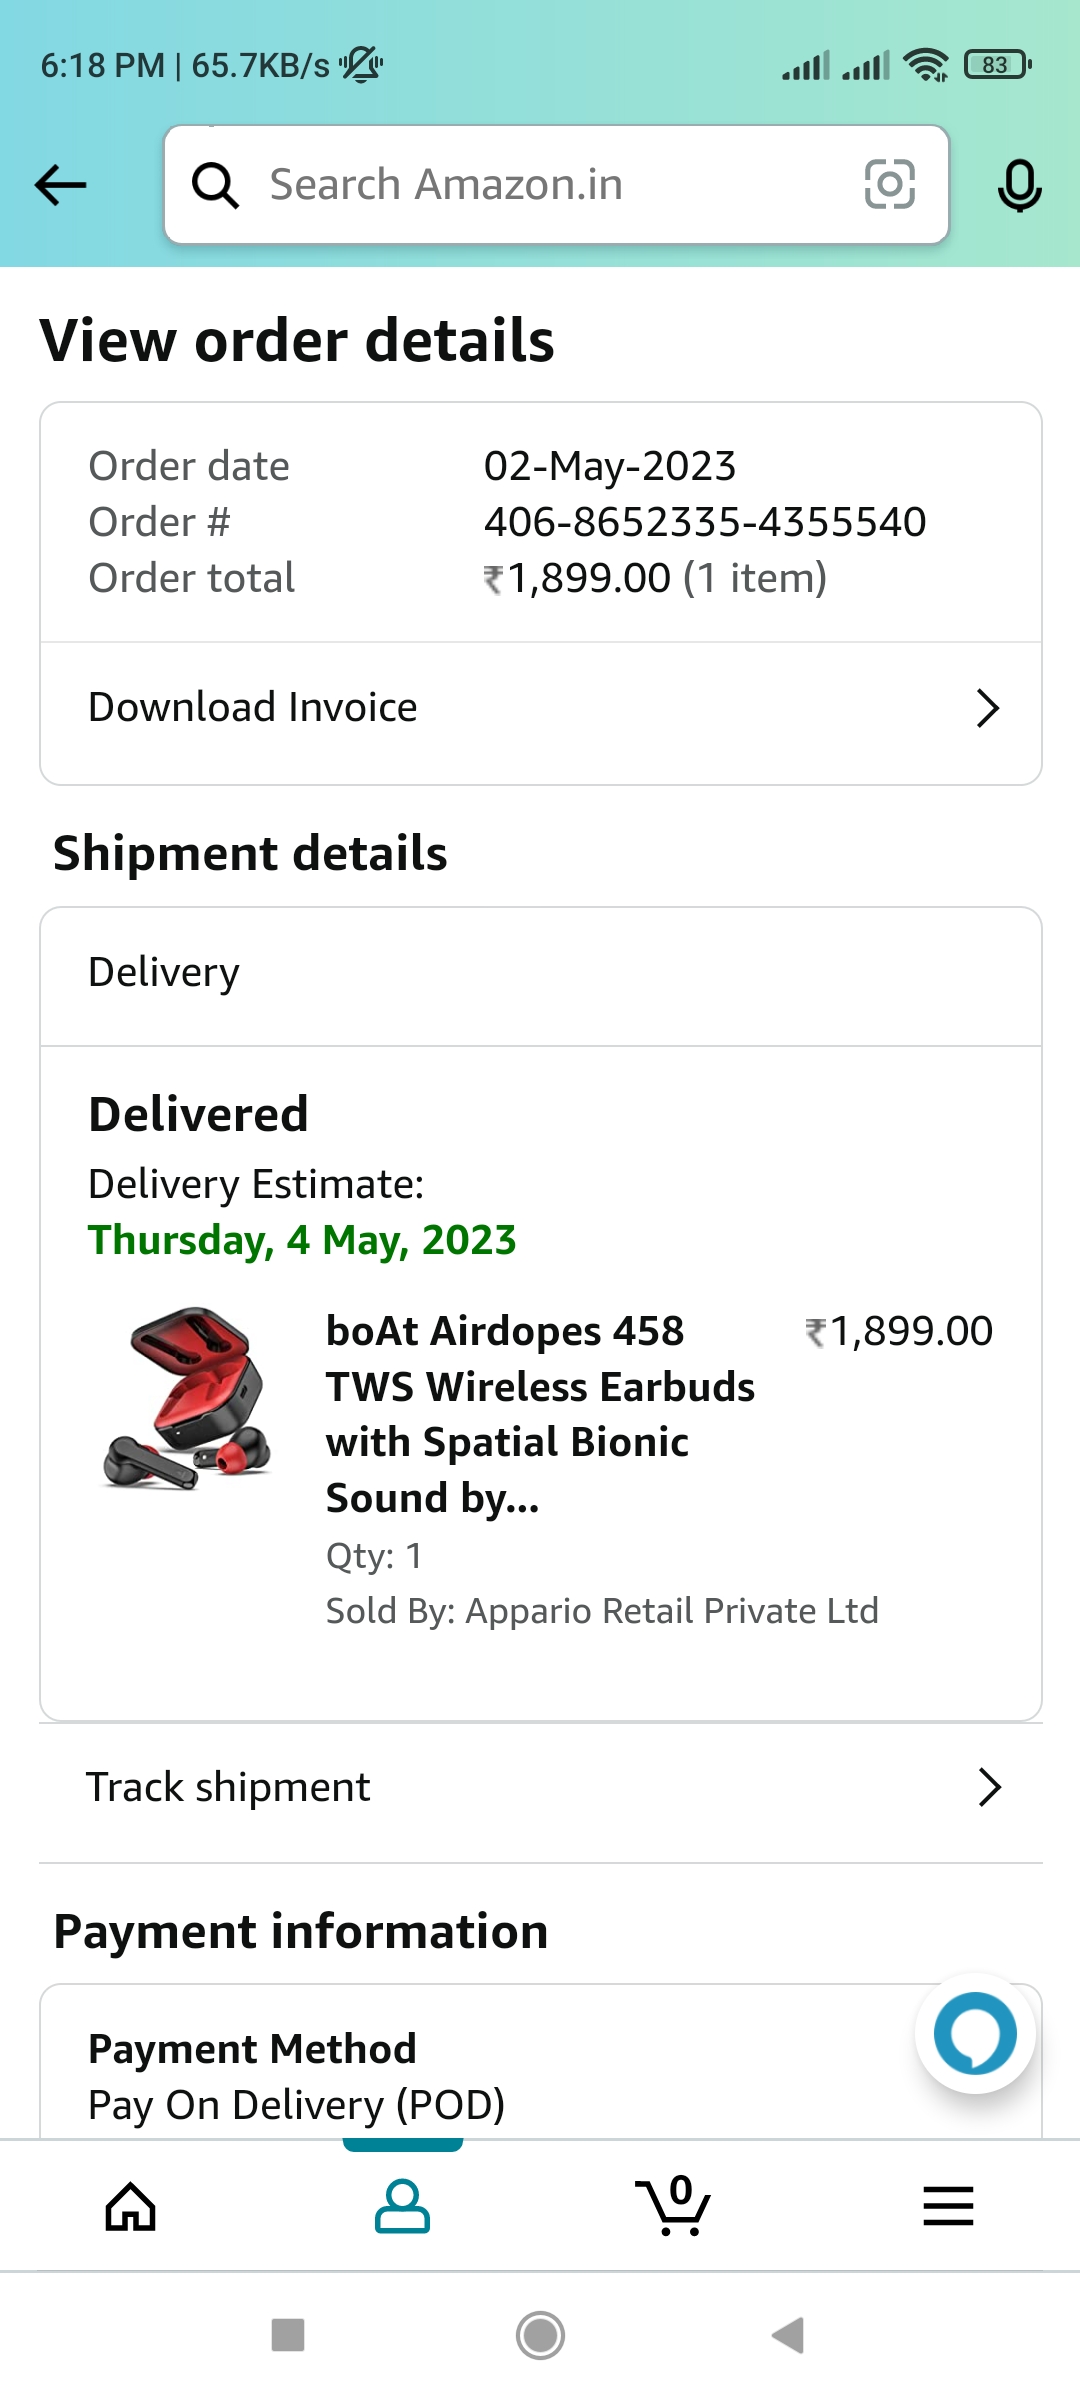 6:18 PM | 65.7KB/s
83
Search Amazon.in
View order details
Order date 02-May-2023
Order # 406-8652335-4355540
Order total ₹1,899.00 (1 item)
Download Invoice
Shipment details
Delivery
Delivered
Delivery Estimate:
Thursday, 4 May, 2023
boAt Airdopes 458 ₹1,899.00
TWS Wireless Earbuds
with Spatial Bionic
Sound by...
Qty: 1
Sold By: Appario Retail Private Ltd
Track shipment
Payment information
Payment Method
Pay On Delivery (POD)
0